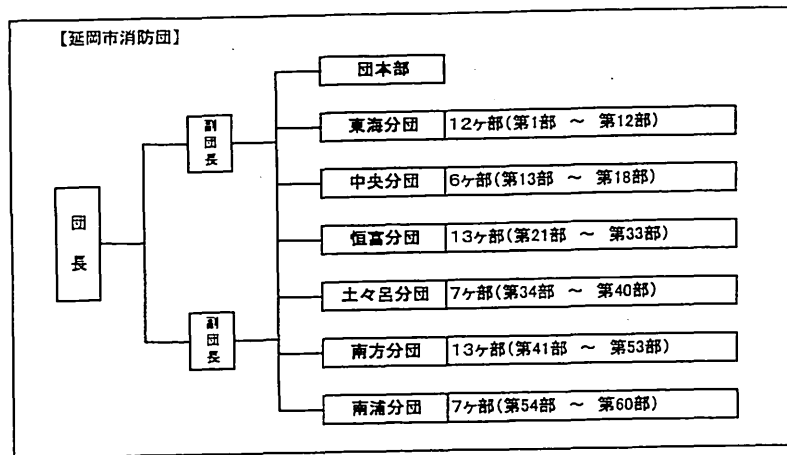 【延岡市消防団】
団本部
副団長
東海分団 12ヶ部(第1部 ～ 第12部)
中央分団 6ヶ部(第13部 ～ 第18部)
団長
恒富分団 13ヶ部(第21部 ～ 第33部)
土々呂分団 7ヶ部(第34部 ～ 第40部)
副団長
南方分団 13ヶ部(第41部 ～ 第53部)
南浦分団 7ヶ部(第54部 ～ 第60部)